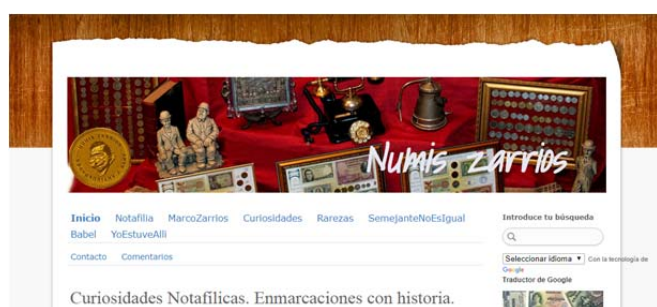 Numis zarrios
Inicio Notafilia MarcoZarrios Curiosidades Rarezas SemejanteNoEsIgual
Babel YoEstuveAlli
Contacto Comentarios
Curiosidades Notafílicas. Enmarcaciones con historia.
Introduce tu búsqueda
Seleccionar idioma ▼ Con la tecnología de
Google
Traductor de Google